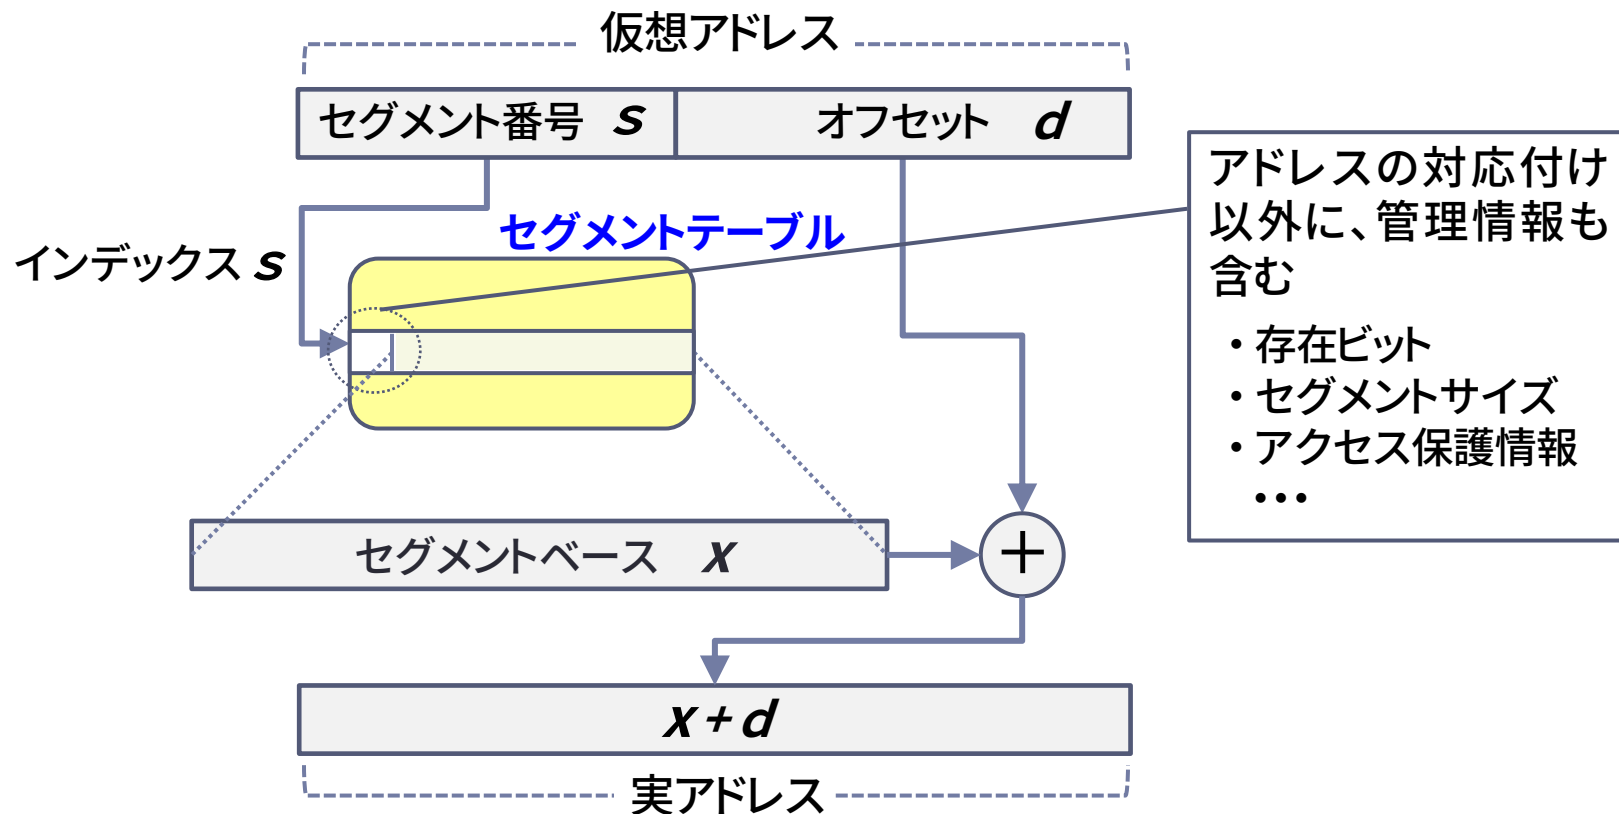 仮想アドレス
セグメント番号 s
オフセット d
アドレスの対応付け
以外に、管理情報も
含む
・存在ビット
・セグメントサイズ
・アクセス保護情報
・・・
セグメントテーブル
インデックス s
セグメントベース x
+
x+d
実アドレス